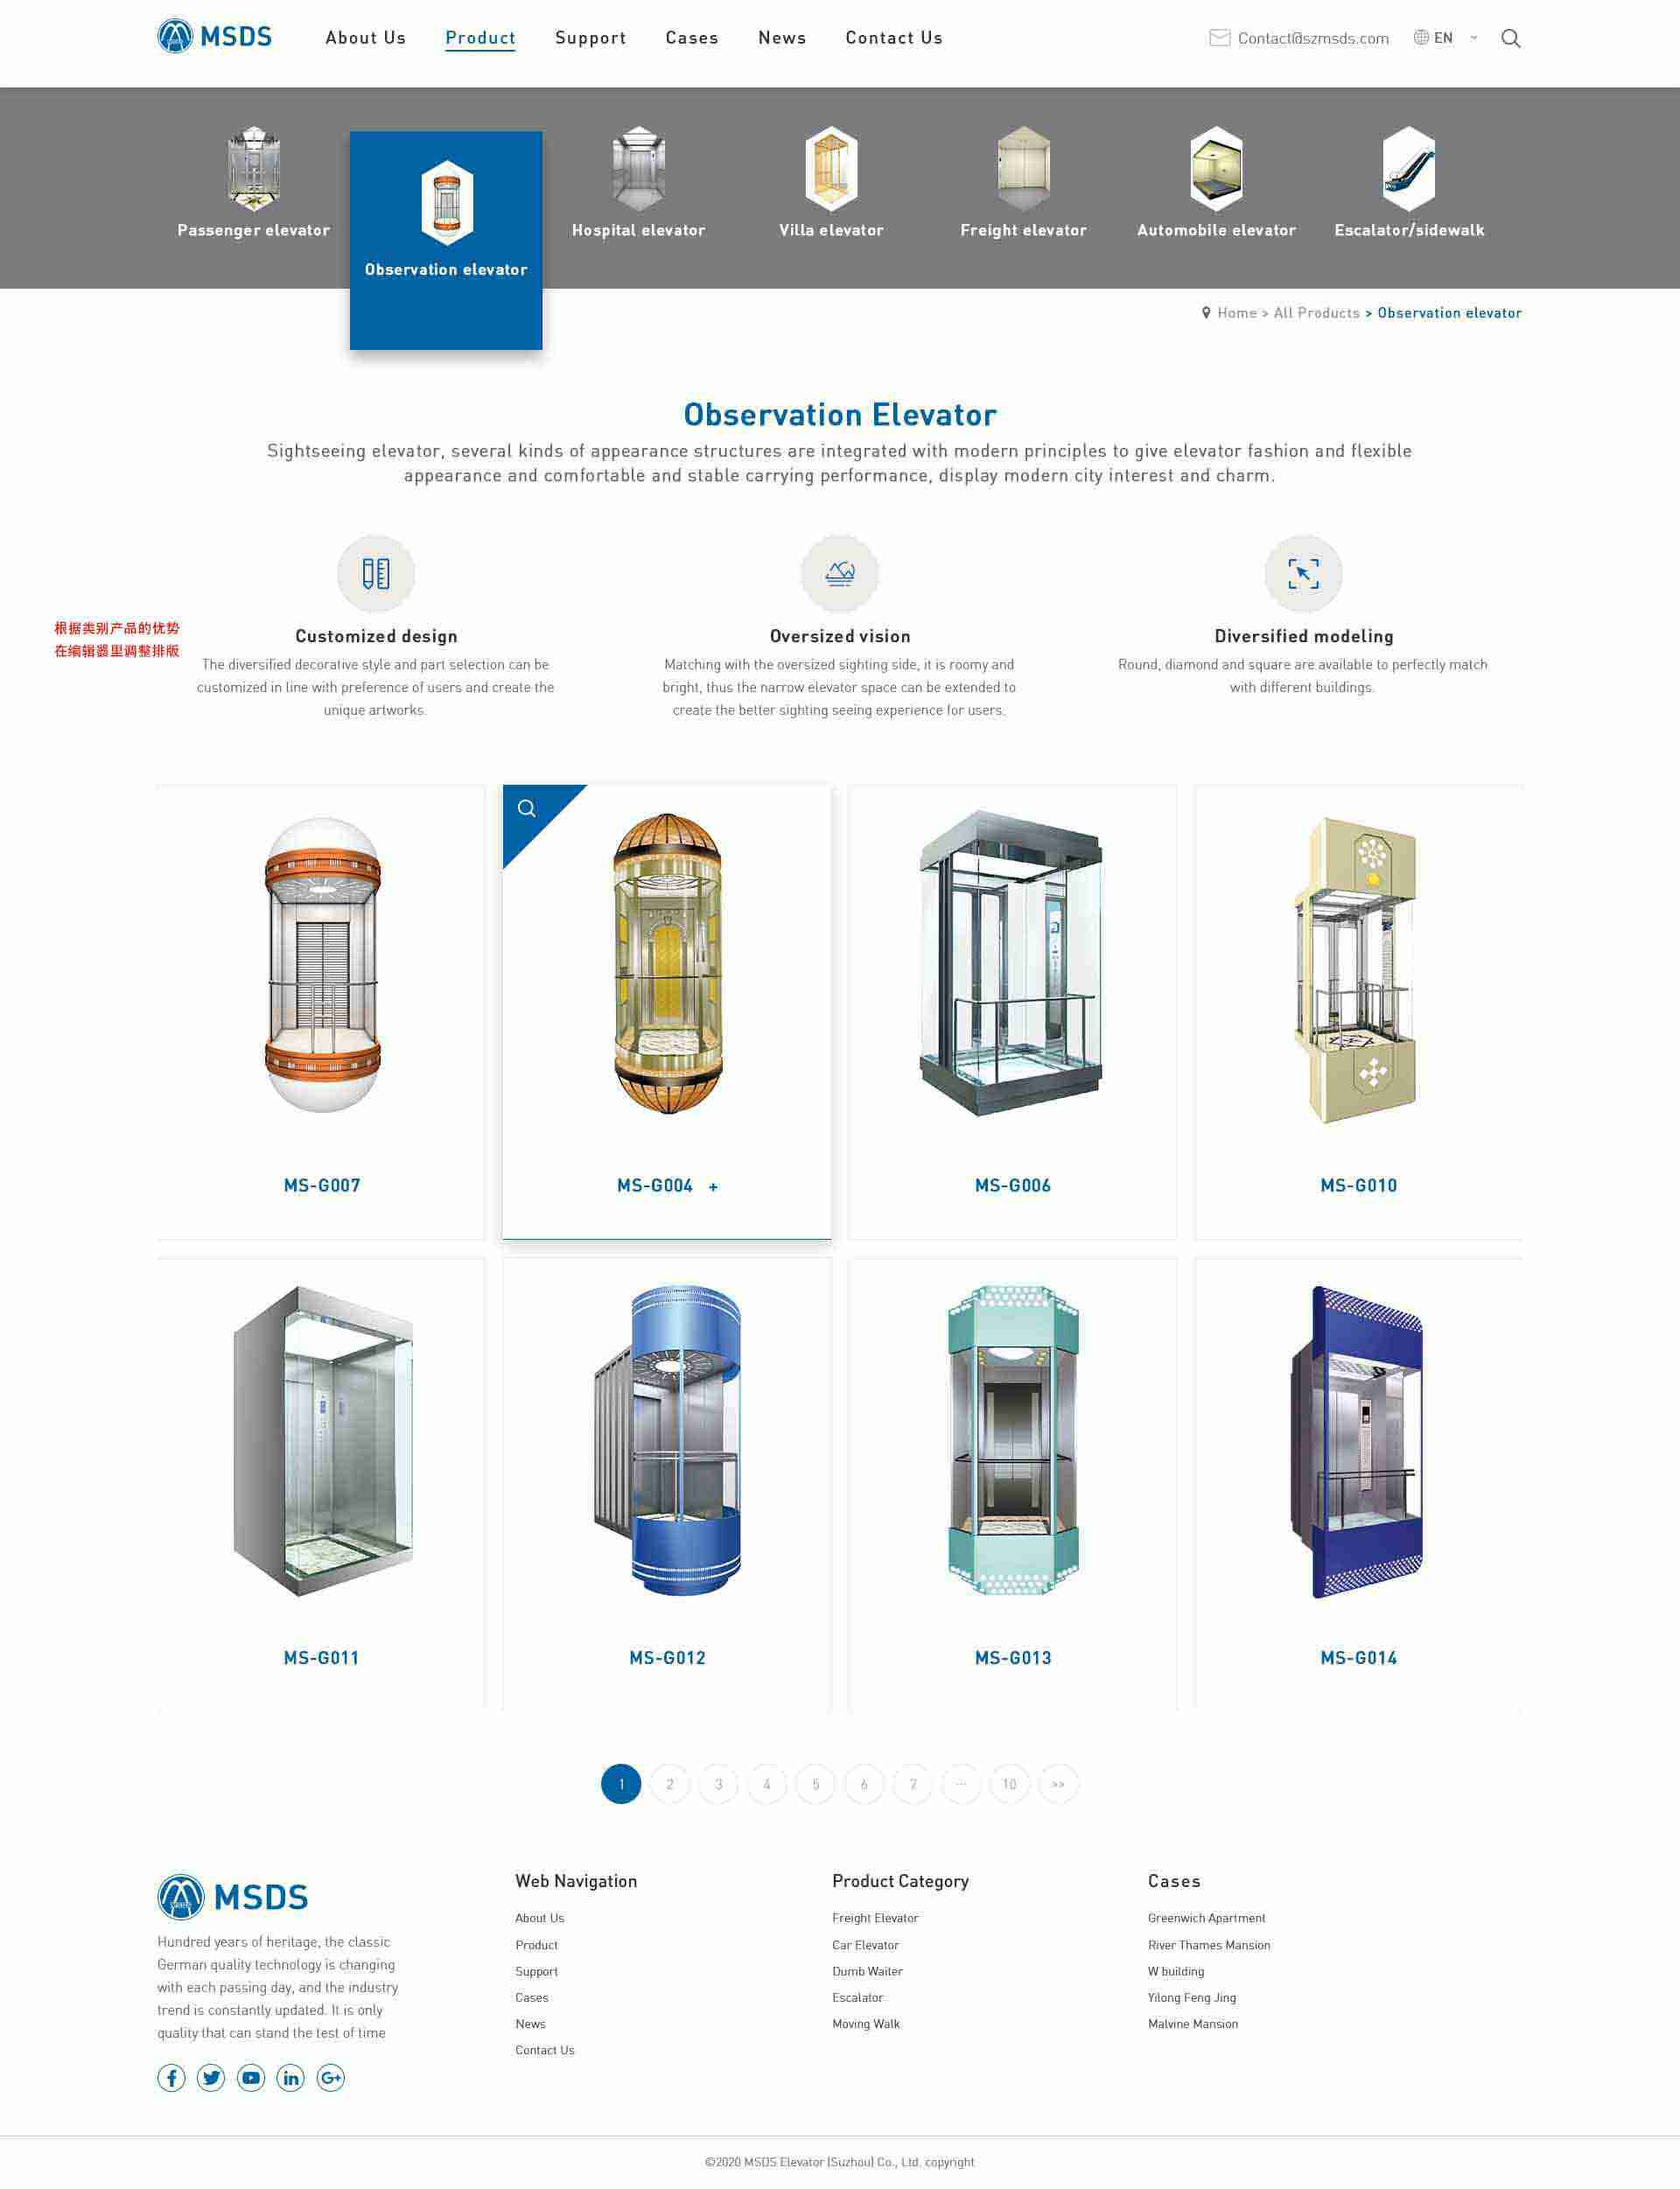 MSDS
About Us
Product
Support
Cases
News
Contact Us
Contact@szmsds.com
EN
Passenger elevator
Observation elevator
Hospital elevator
Villa elevator
Freight elevator
Automobile elevator
Escalator/sidewalk
Home > All Products > Observation elevator
Observation Elevator
Sightseeing elevator, several kinds of appearance structures are integrated with modern principles to give elevator fashion and flexible
appearance and comfortable and stable carrying performance, display modern city interest and charm.
根据类别产品的优势
在编辑器里调整排版
Customized design
The diversified decorative style and part selection can be
customized in line with preference of users and create the
unique artworks.
Oversized vision
Matching with the oversized sighting side, it is roomy and
bright, thus the narrow elevator space can be extended to
create the better sighting seeing experience for users.
Diversified modeling
Round, diamond and square are available to perfectly match
with different buildings.
MS-G007
MS-G004 +
MS-G006
MS-G010
MS-G011
MS-G012
MS-G013
MS-G014
1 2 3 4 5 6 7 ... 10 >>
MSDS
Hundred years of heritage, the classic
German quality technology is changing
with each passing day, and the industry
trend is constantly updated. It is only
quality that can stand the test of time
Web Navigation
About Us
Product
Support
Cases
News
Contact Us
Product Category
Freight Elevator
Car Elevator
Dumb Waiter
Escalator
Moving Walk
Cases
Greenwich Apartment
River Thames Mansion
W building
Yilong Feng Jing
Malvine Mansion
©2020 MSDS Elevator (Suzhou) Co., Ltd. copyright